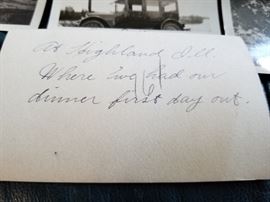 At Highland Ill.
Where we had our
dinner first day out.